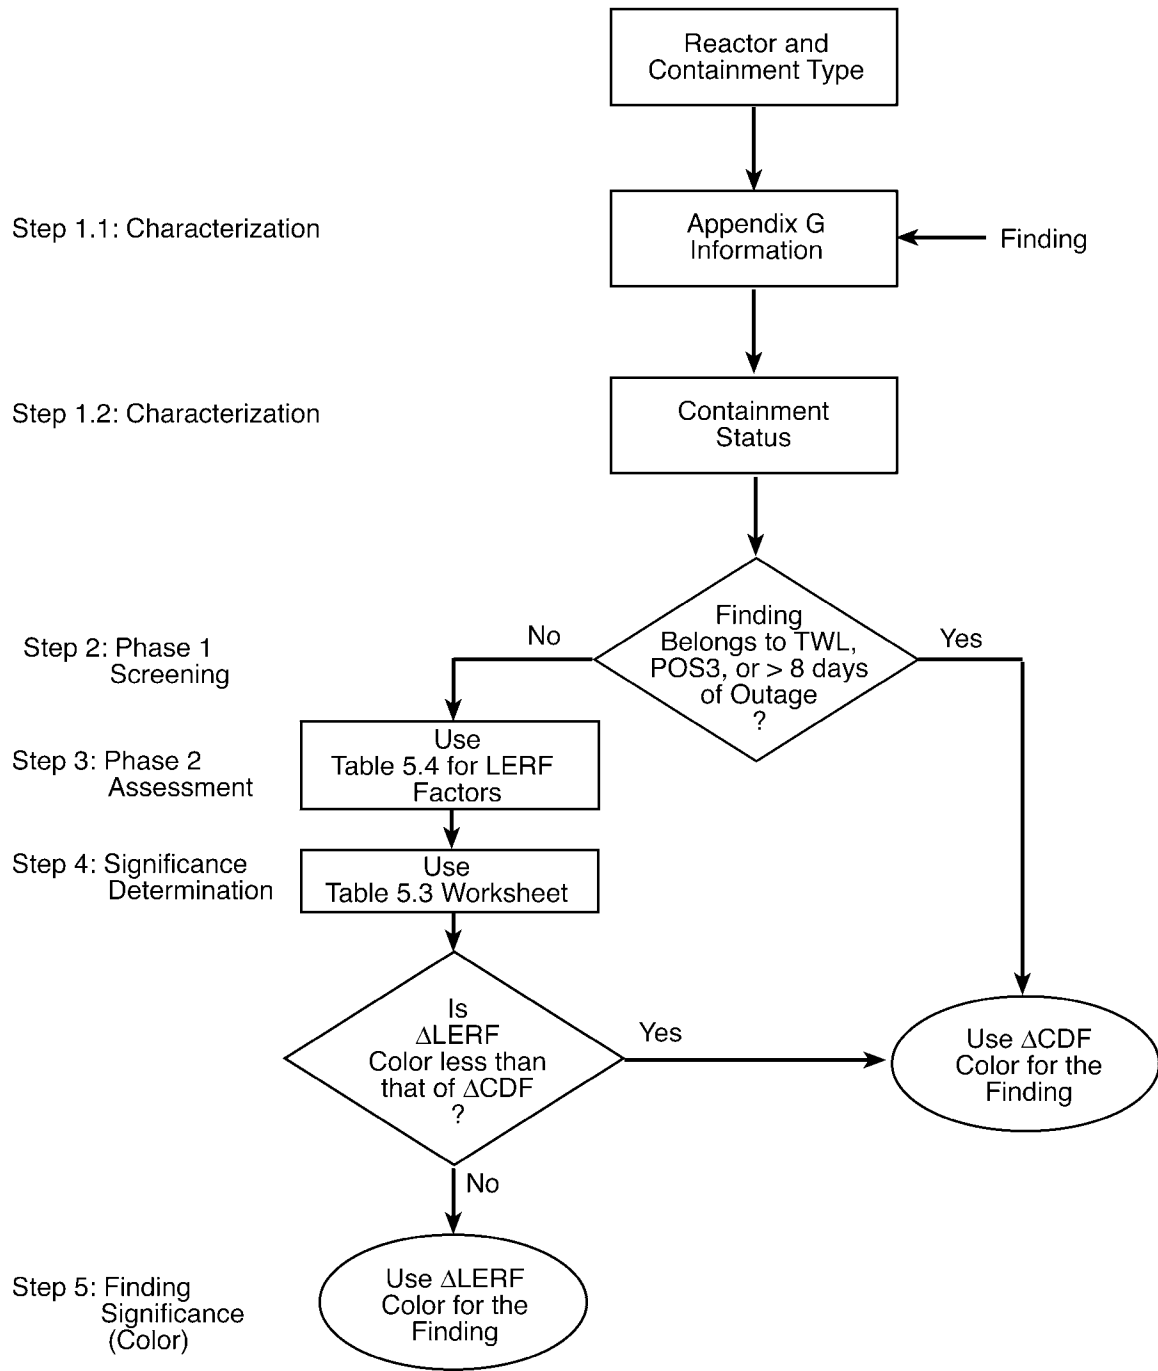 Reactor and
Containment Type
Step 1.1: Characterization
Appendix G
Information
Finding
Step 1.2: Characterization
Containment
Status
Step 2: Phase 1
Screening
No
Finding
Belongs to TWL,
POS3, or > 8 days
of Outage
?
Yes
Step 3: Phase 2
Assessment
Use
Table 5.4 for LERF
Factors
Step 4: Significance
Determination
Use
Table 5.3 Worksheet
Is
ΔLERF
Color less than
that of ΔCDF
?
Yes
Use ΔCDF
Color for the
Finding
No
Step 5: Finding
Significance
(Color)
Use ΔLERF
Color for the
Finding